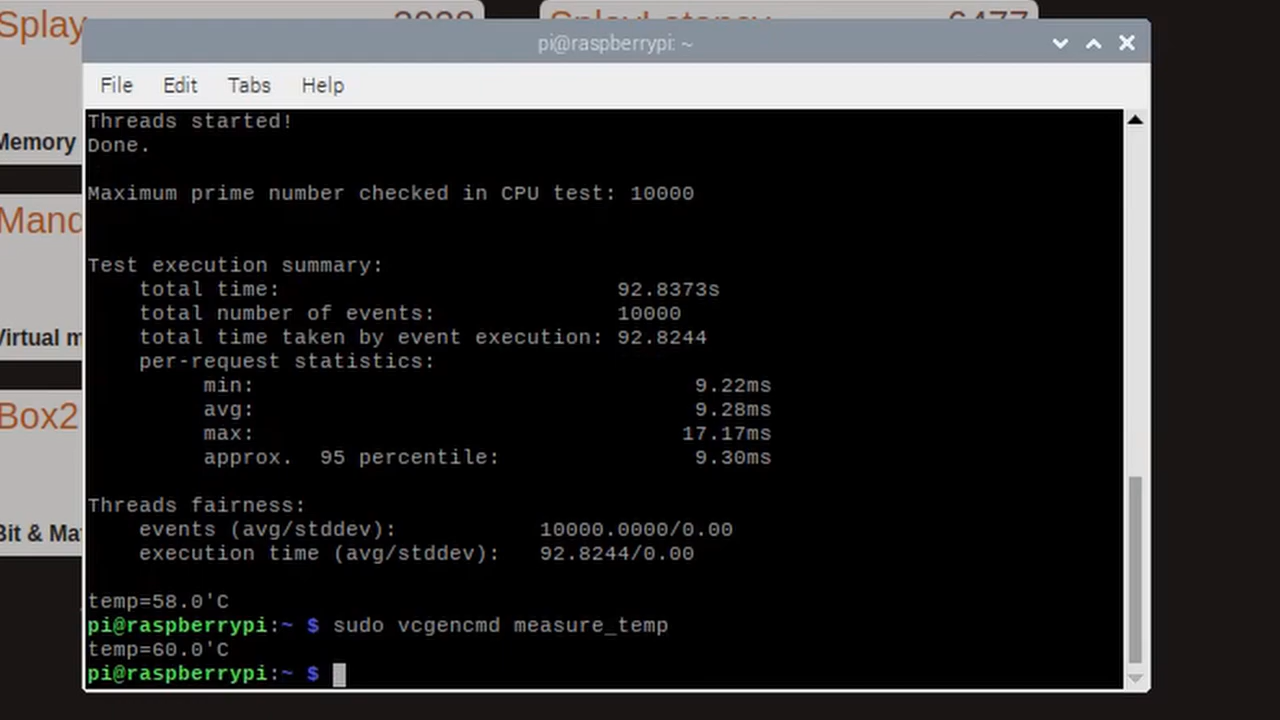 Splay
pi@raspberrypi: ~
File Edit Tabs Help
Threads started!
Done.
Memory
Maximum prime number checked in CPU test: 10000
Mand
Test execution summary:
total time: 92.8373s
total number of events: 10000
Virtual m
total time taken by event execution: 92.8244
per-request statistics:
min: 9.22ms
avg: 9.28ms
Box2
max: 17.17ms
approx. 95 percentile: 9.30ms
Threads fairness:
Bit & Ma
events (avg/stddev): 10000.0000/0.00
execution time (avg/stddev): 92.8244/0.00
temp=58.0'C
pi@raspberrypi:~ $ sudo vcgencmd measure_temp
temp=60.0'C
pi@raspberrypi:~ $